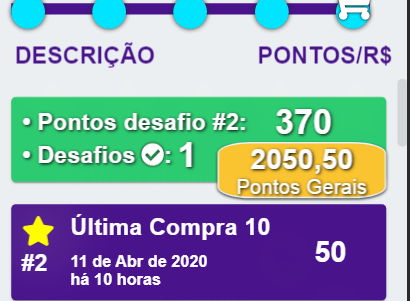 DESCRIÇÃO PONTOS/R$
• Pontos desafio #2: 370
• Desafios : 1
2050,50
Pontos Gerais
Última Compra 10
50
#2
11 de Abr de 2020
há 10 horas